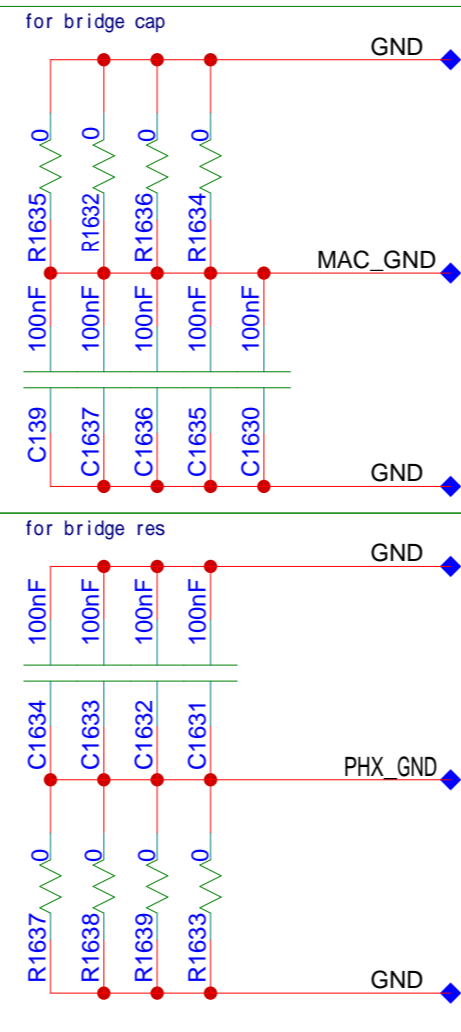 for bridge cap
GND
0 0 0 0
R1635 R1632 R1636 R1634
MAC_GND
100nF 100nF 100nF 100nF 100nF
C139 C1637 C1636 C1635 C1630
GND
for bridge res
GND
100nF 100nF 100nF 100nF
C1634 C1633 C1632 C1631
PHX_GND
0 0 0 0
R1637 R1638 R1639 R1633
GND